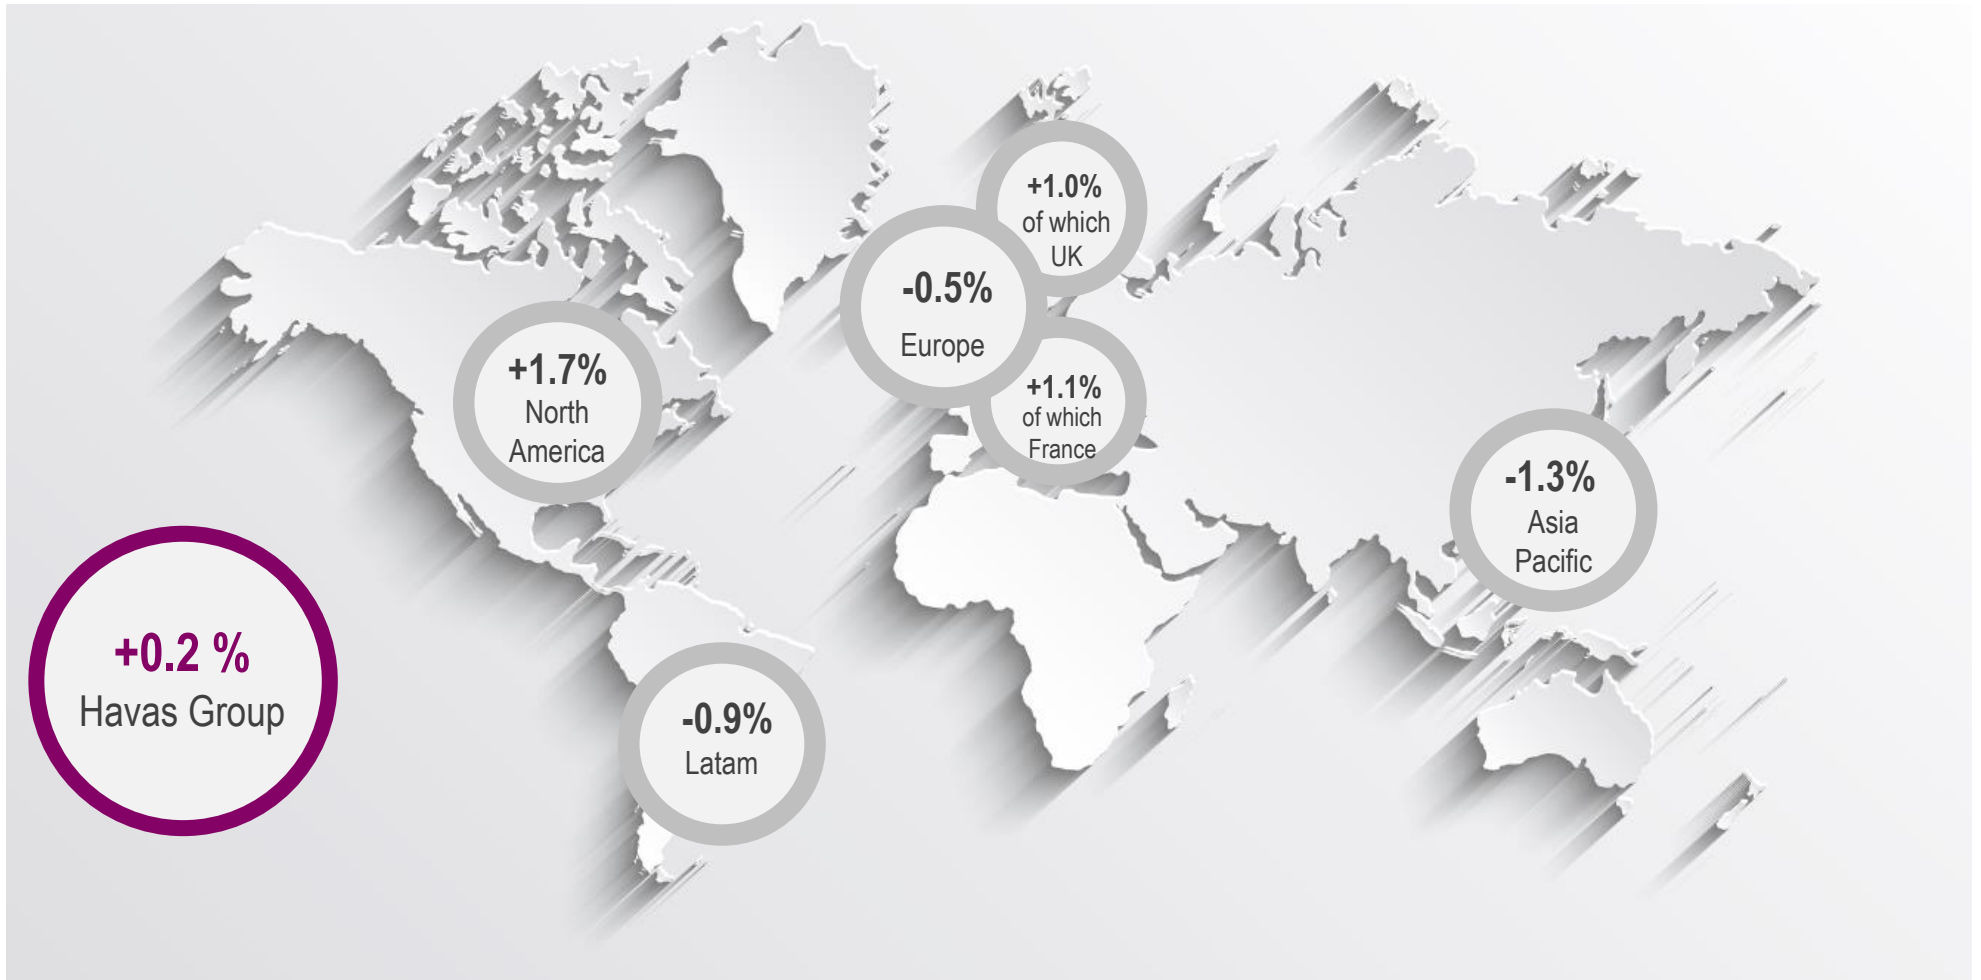 +1.0%
of which
UK
-0.5%
Europe
+1.7%
North
America
+1.1%
of which
France
-1.3%
Asia
Pacific
+0.2 %
Havas Group
-0.9%
Latam